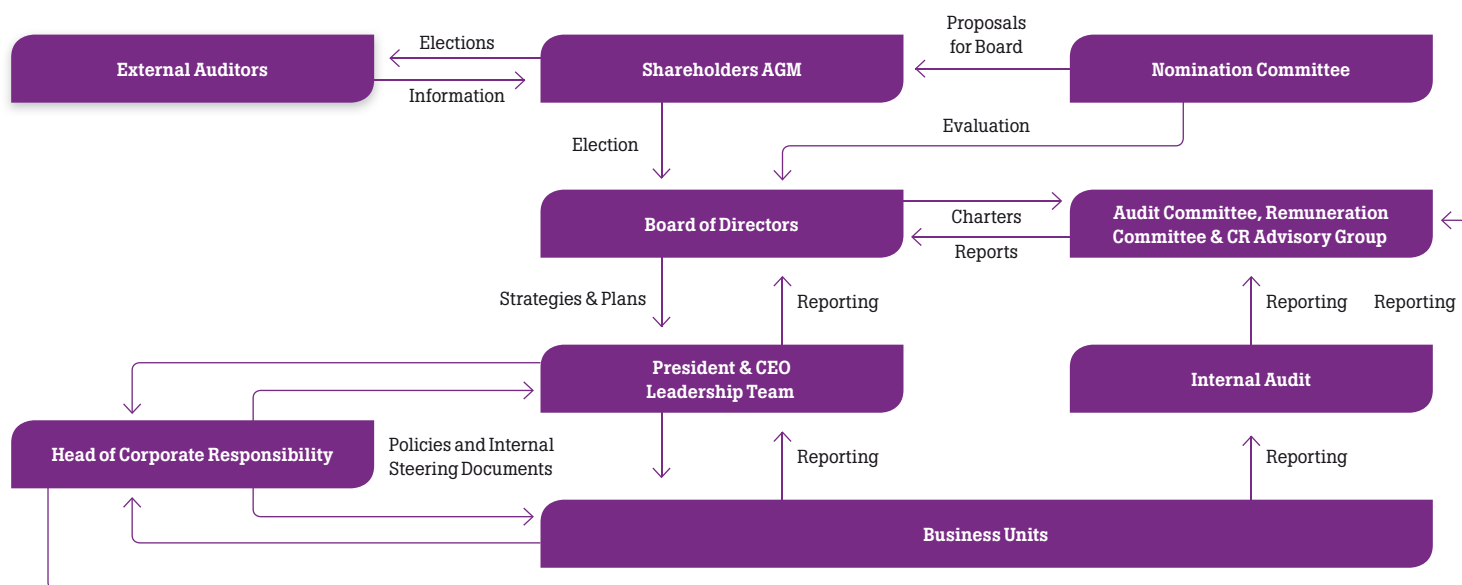 Proposals
for Board
Elections
External Auditors
Shareholders AGM
Nomination Committee
Information
Evaluation
Election
Board of Directors
Charters
Audit Committee, Remuneration
Committee & CR Advisory Group
Reports
Strategies & Plans
Reporting
Reporting
Reporting
President & CEO
Leadership Team
Internal Audit
Head of Corporate Responsibility
Policies and Internal
Steering Documents
Reporting
Reporting
Business Units